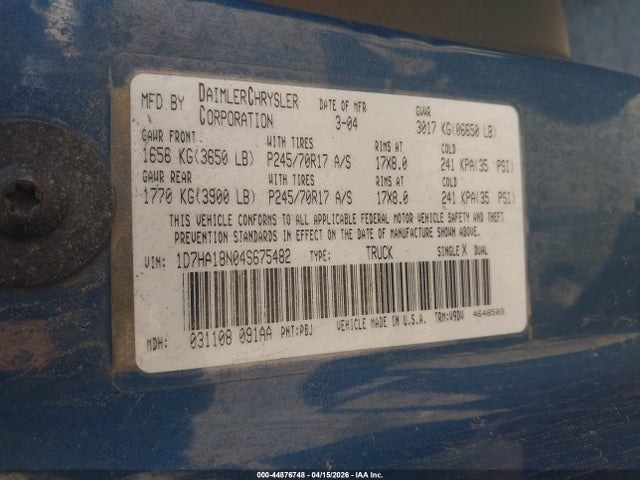 MFD BY DAIMLERCHRYSLER CORPORATION DATE OF MFR 3-04 GVWR 3017 KG(06650 LB)
GAWR FRONT WITH TIRES RIMS AT COLD
1656 KG(3650 LB) P245/70R17 A/S 17X8.0 241 KPA(35 PSI)
GAWR REAR WITH TIRES RIMS AT COLD
1770 KG(3900 LB) P245/70R17 A/S 17X8.0 241 KPA(35 PSI)
THIS VEHICLE CONFORMS TO ALL APPLICABLE FEDERAL MOTOR VEHICLE SAFETY AND THEFT
PREVENTION STANDARDS IN EFFECT ON THE DATE OF MANUFACTURE SHOWN ABOVE.
VIN: 1D7HA18N04S675482 TYPE: TRUCK SINGLE X DUAL
MDH: 031108 091AA PNT:PBJ VEHICLE MADE IN U.S.A. TRM:V9DV 4648503
000-44876748 - 04/15/2026 - IAA Inc.